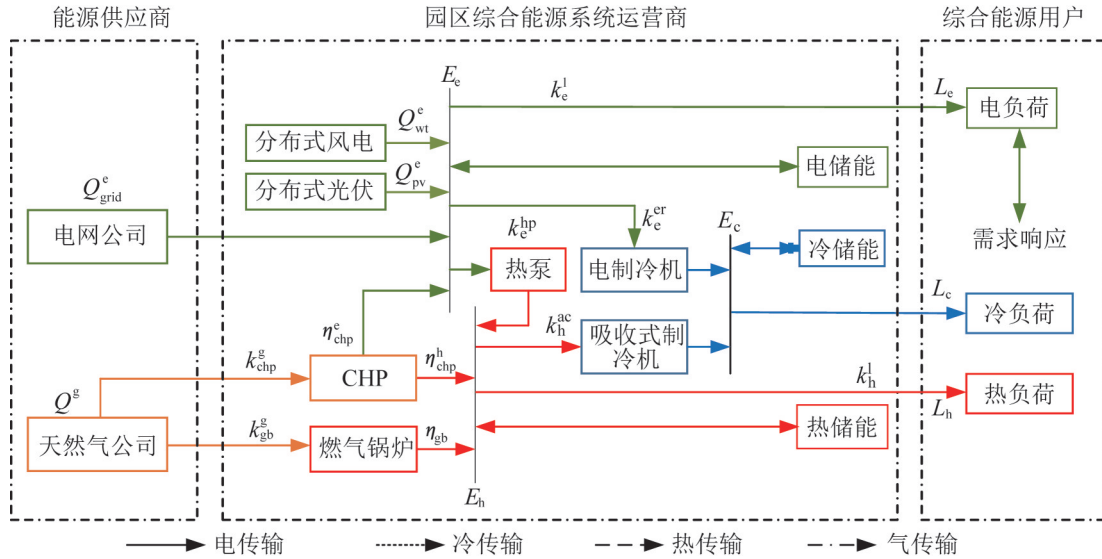 能源供应商
园区综合能源系统运营商
综合能源用户
E_e
k_e^l
L_e
电负荷
分布式风电
Q_wt^e
分布式光伏
Q_pv^e
电储能
Q_grid^e
电网公司
k_e^hp
k_e^er
E_c
需求响应
热泵
电制冷机
冷储能
L_c
冷负荷
η_chp^e
k_h^ac
吸收式制
冷机
k_chp^g
CHP
η_chp^h
k_h^l
热负荷
L_h
Q^g
天然气公司
k_gb^g
燃气锅炉
η_gb
热储能
E_h
电传输
冷传输
热传输
气传输